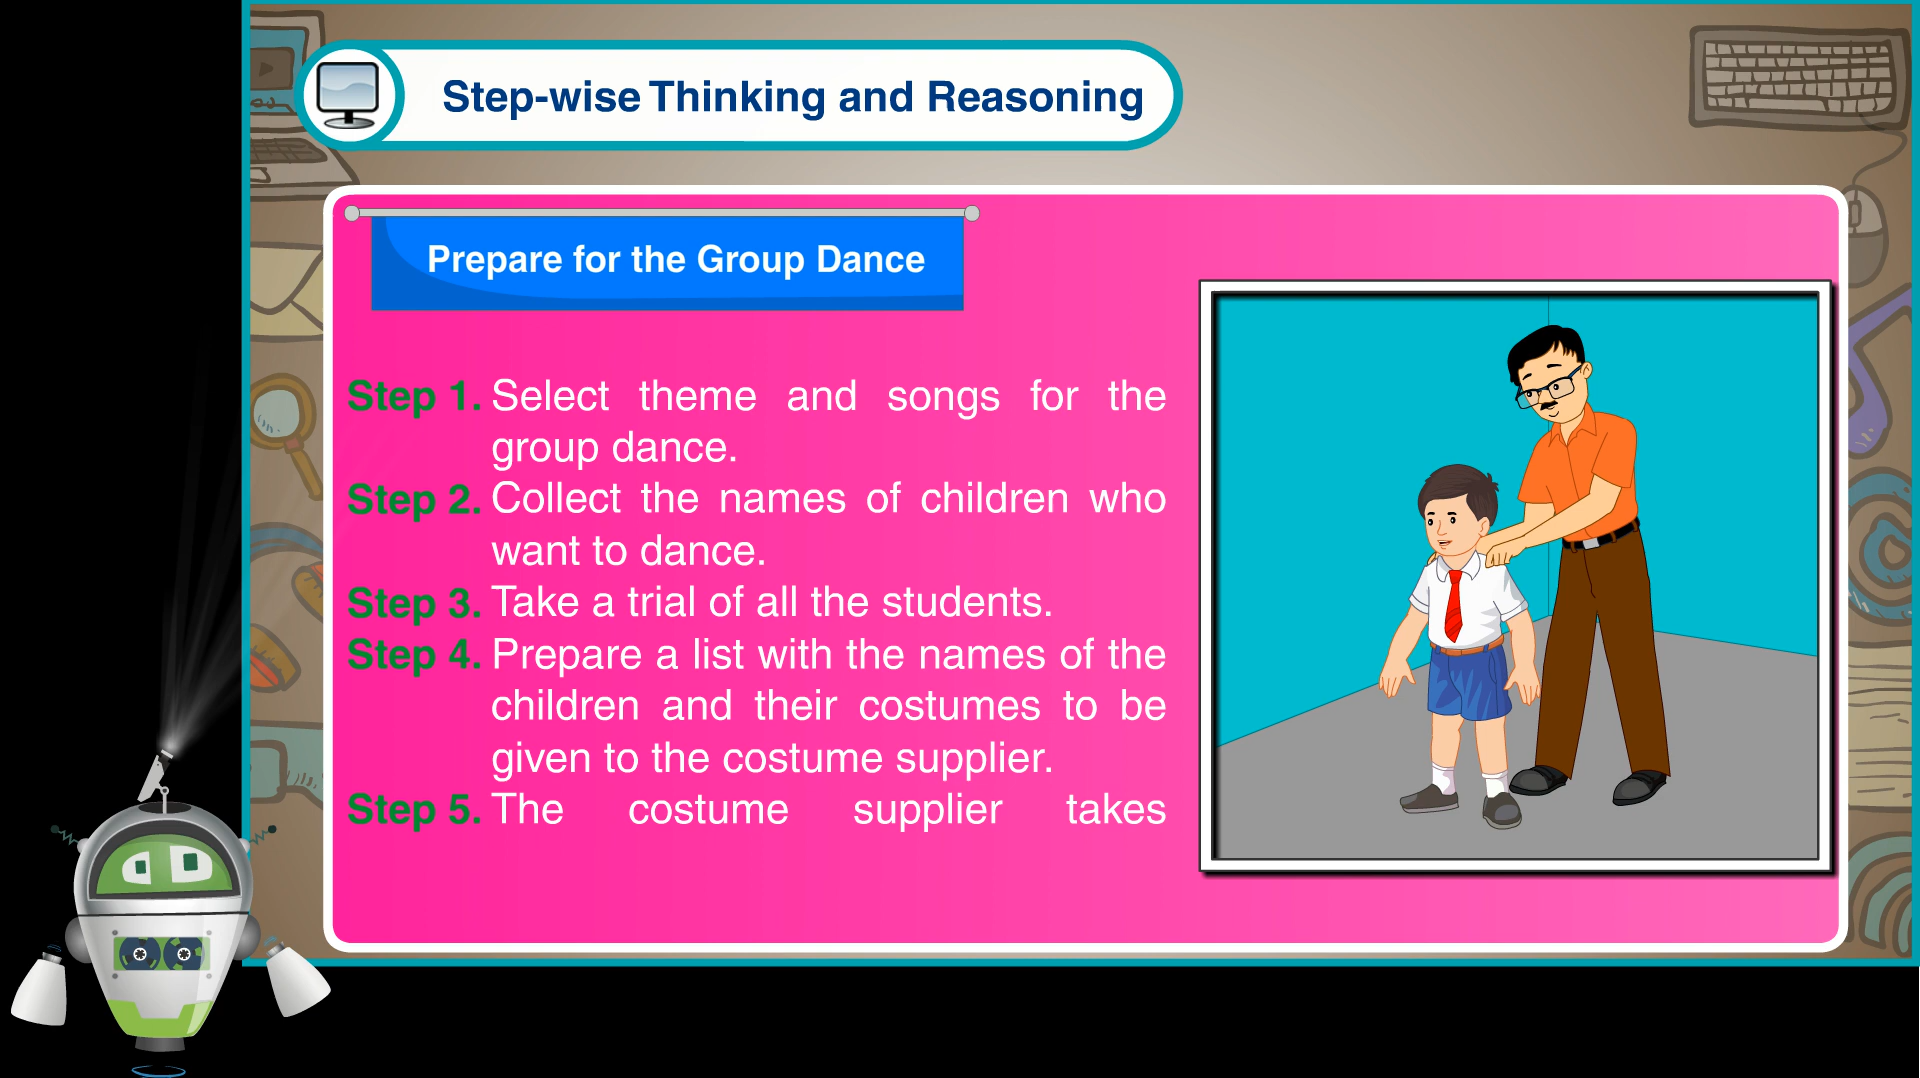 Step-wise Thinking and Reasoning
Prepare for the Group Dance
Step 1. Select theme and songs for the
group dance.
Step 2. Collect the names of children who
want to dance.
Step 3. Take a trial of all the students.
Step 4. Prepare a list with the names of the
children and their costumes to be
given to the costume supplier.
Step 5. The costume supplier takes